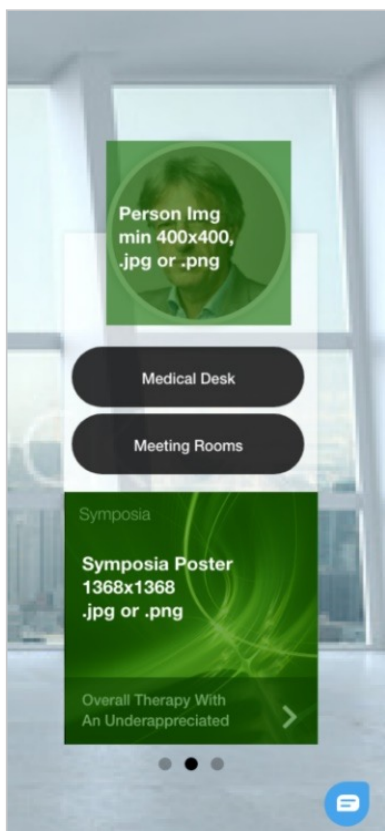 Person Img
min 400x400,
.jpg or .png
Medical Desk
Meeting Rooms
Symposia
Symposia Poster
1368x1368
.jpg or .png
Overall Therapy With
An Underappreciated